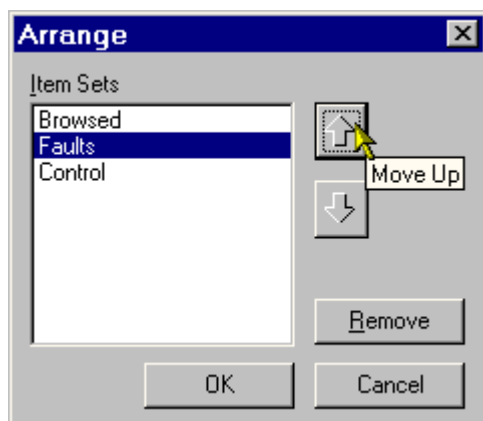 Arrange
Item Sets
Browsed
Faults
Control
Move Up
Remove
OK
Cancel